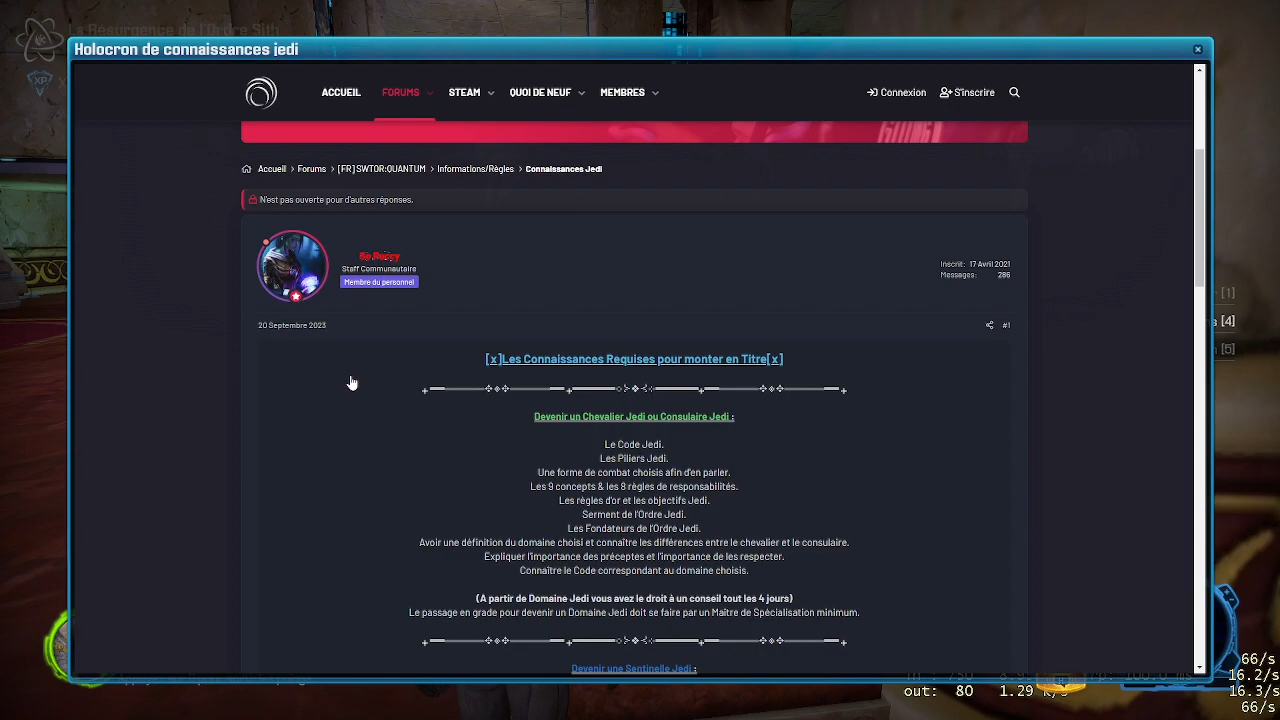 La Résurgence de l'Ordre Sith
Holocron de connaissances jedi
ACCUEIL FORUMS STEAM QUOI DE NEUF MEMBRES Connexion S'inscrire
XP
Accueil > Forums > [FR]SWTOR:QUANTUM > Informations/Règles > Connaissances Jedi
N'est pas ouverte pour d'autres réponses.
Staff Communautaire
Membre du personnel
Inscrit: 17 Avril 2021
Messages: 286
[1]
s [4]
[5]
20 Septembre 2023 #1
[x]Les Connaissances Requises pour monter en Titre[x]
Devenir un Chevalier Jedi ou Consulaire Jedi :
Le Code Jedi.
Les Piliers Jedi.
Une forme de combat choisis afin d'en parler.
Les 9 concepts & les 8 règles de responsabilités.
Les règles d'or et les objectifs Jedi.
Serment de l'Ordre Jedi.
Les Fondateurs de l'Ordre Jedi.
Avoir une définition du domaine choisi et connaître les différences entre le chevalier et le consulaire.
Expliquer l'importance des préceptes et l'importance de les respecter.
Connaître le Code correspondant au domaine choisis.
(A partir de Domaine Jedi vous avez le droit à un conseil tout les 4 jours)
Le passage en grade pour devenir un Domaine Jedi doit se faire par un Maître de Spécialisation minimum.
Devenir une Sentinelle Jedi :
66/s
16.2/s
out: 80 1.29 k/s 16.3/s
66/s